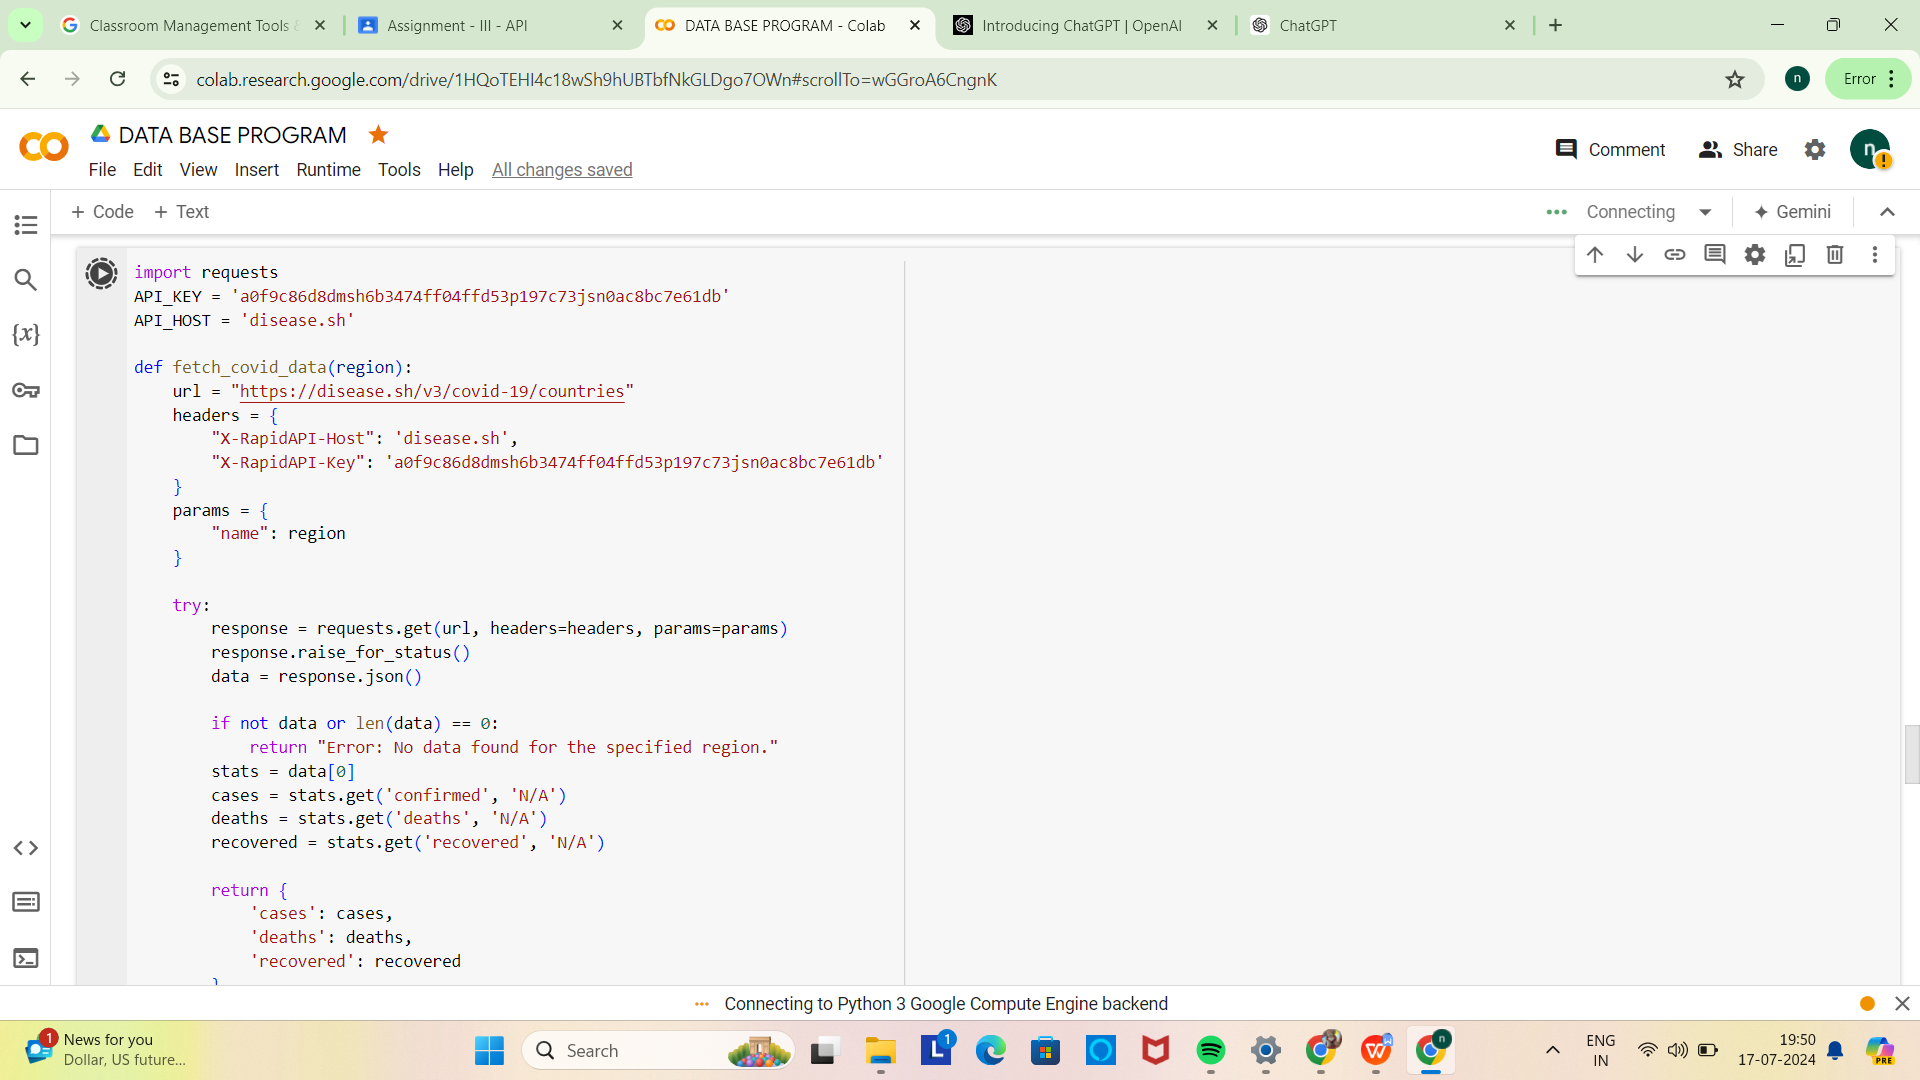 Classroom Management Tools &
Assignment - III - API
DATA BASE PROGRAM - Colab
Introducing ChatGPT | OpenAI
ChatGPT
colab.research.google.com/drive/1HQoTEHI4c18wSh9hUBTbfNkGLDgo7OWn#scrollTo=wGGroA6CngnK
n
Error
DATA BASE PROGRAM
File Edit View Insert Runtime Tools Help All changes saved
Comment
Share
n
+ Code + Text
Connecting
Gemini
import requests
API_KEY = 'a0f9c86d8dmsh6b3474ff04ffd53p197c73jsn0ac8bc7e61db'
API_HOST = 'disease.sh'
def fetch_covid_data(region):
url = "https://disease.sh/v3/covid-19/countries"
headers = {
"X-RapidAPI-Host": 'disease.sh',
"X-RapidAPI-Key": 'a0f9c86d8dmsh6b3474ff04ffd53p197c73jsn0ac8bc7e61db'
}
params = {
"name": region
}
try:
response = requests.get(url, headers=headers, params=params)
response.raise_for_status()
data = response.json()
if not data or len(data) == 0:
return "Error: No data found for the specified region."
stats = data[0]
cases = stats.get('confirmed', 'N/A')
deaths = stats.get('deaths', 'N/A')
recovered = stats.get('recovered', 'N/A')
return {
'cases': cases,
'deaths': deaths,
'recovered': recovered
}
Connecting to Python 3 Google Compute Engine backend
1
News for you
Dollar, US future...
Search
L
1
n
ENG
IN
19:50
17-07-2024
PRE